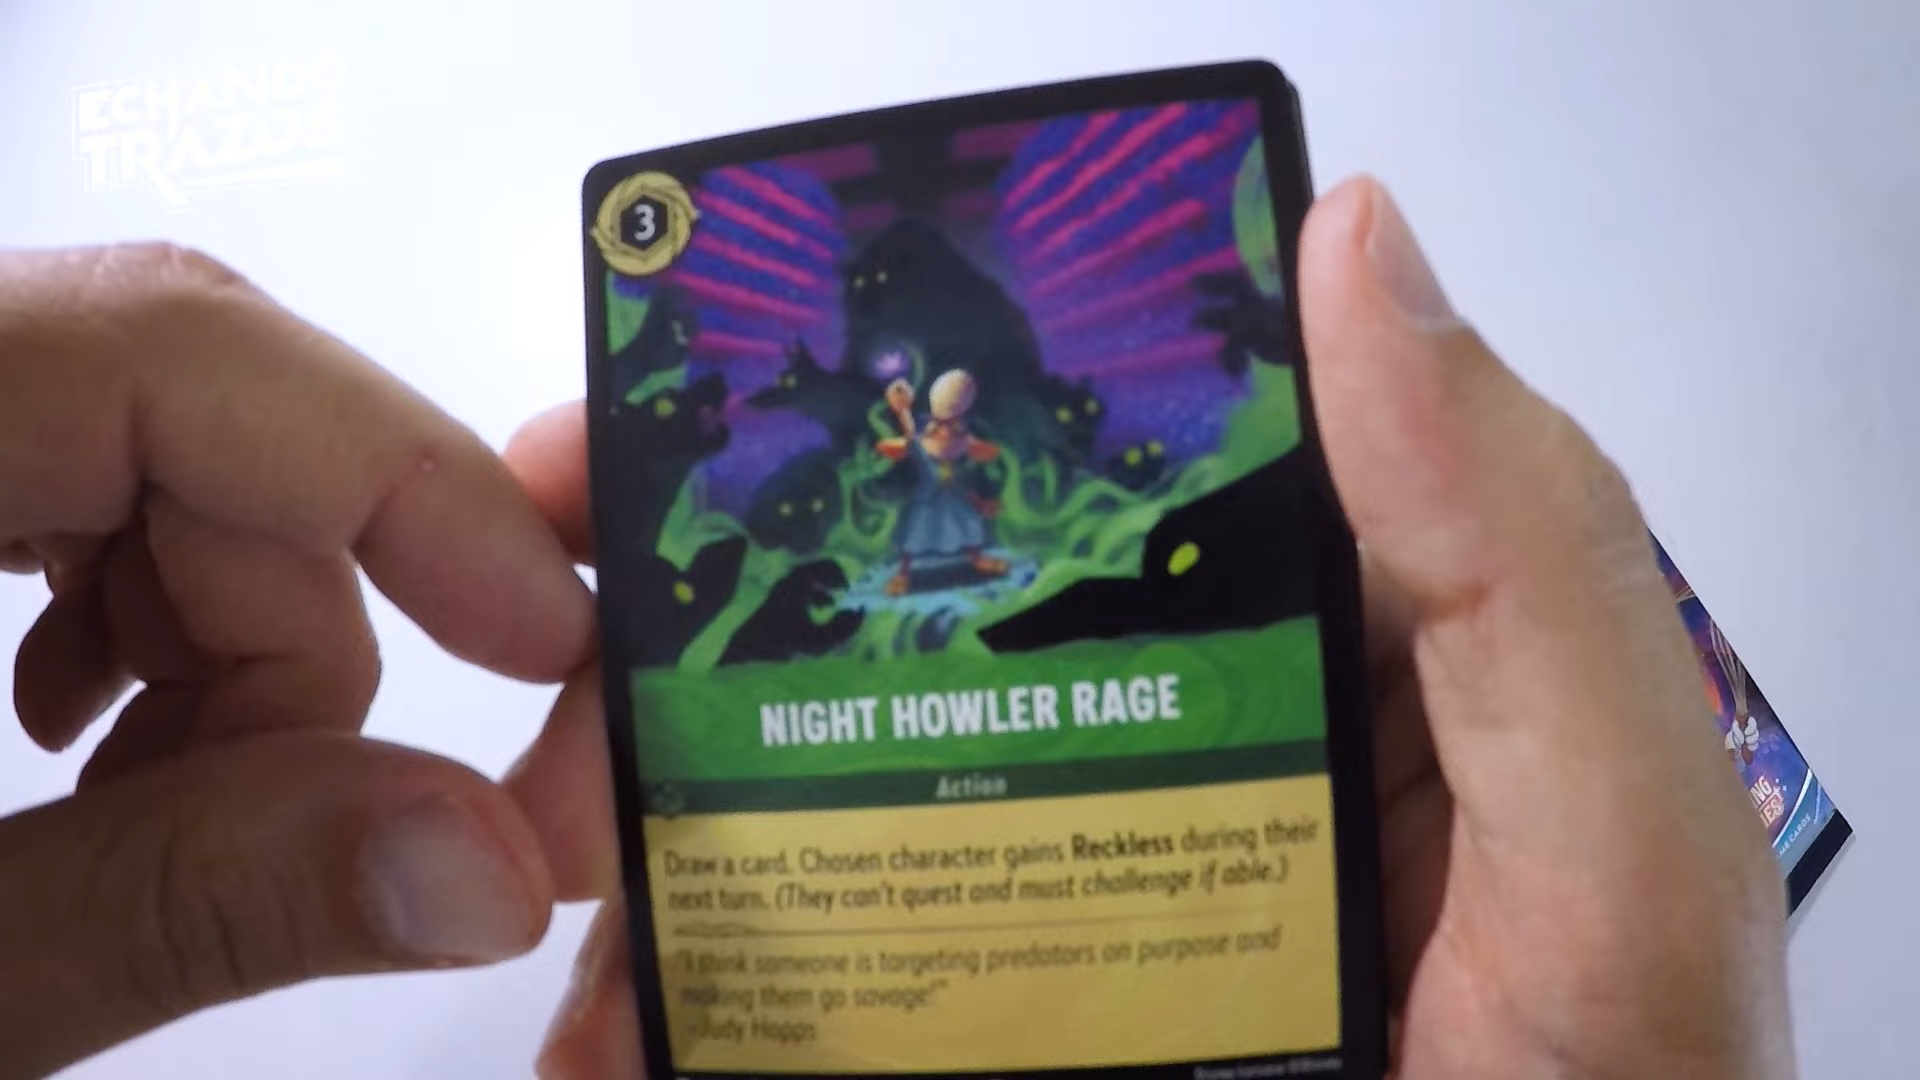 ECHANDO
TRAZOS
3
NIGHT HOWLER RAGE
Action
Draw a card. Chosen character gains Reckless during their
next turn. (They can't quest and must challenge if able.)
"I think someone is targeting predators on purpose and
making them go savage!"
–Judy Hopps